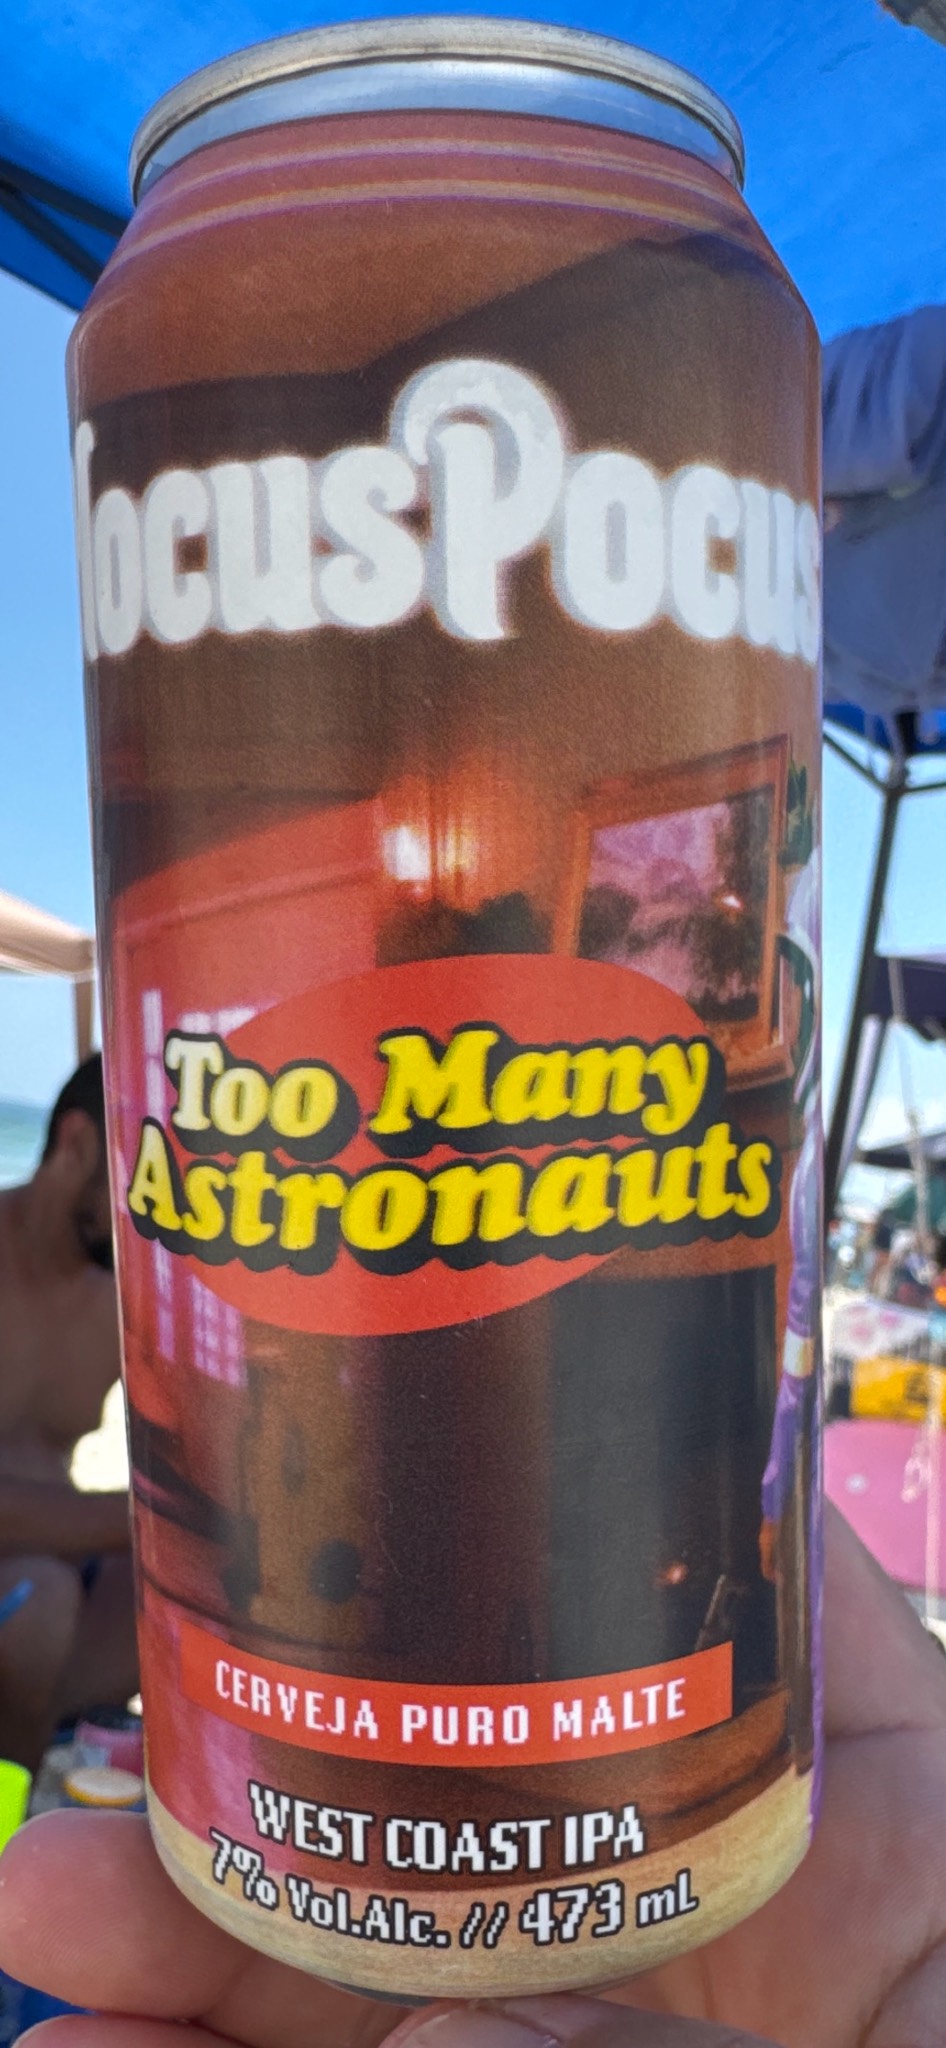 HocusPocus
Too Many
Astronauts
CERVEJA PURO MALTE
WEST COAST IPA
7% Vol.Alc. // 473 mL